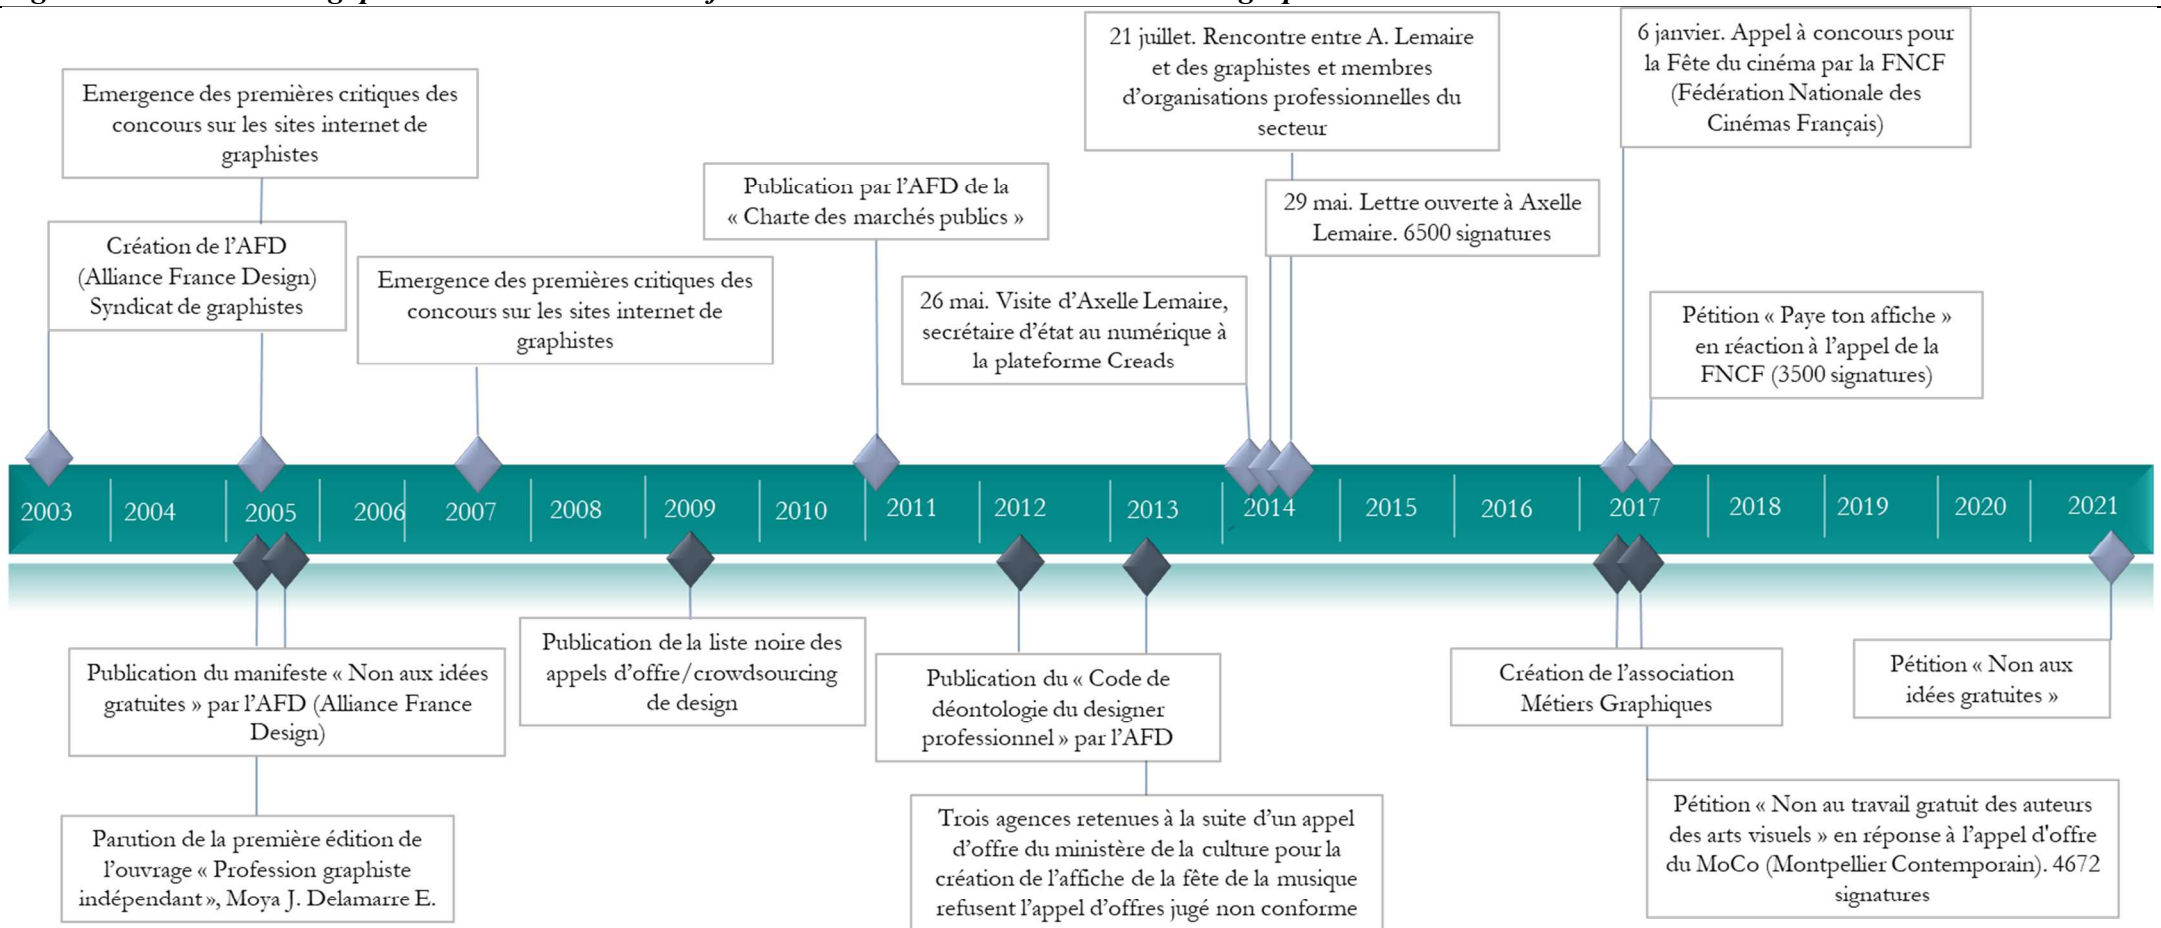 21 juillet. Rencontre entre A. Lemaire
et des graphistes et membres
d'organisations professionnelles du
secteur
6 janvier. Appel à concours pour
la Fête du cinéma par la FNCF
(Fédération Nationale des
Cinémas Français)
Emergence des premières critiques des
concours sur les sites internet de
graphistes
Publication par l'AFD de la
« Charte des marchés publics »
29 mai. Lettre ouverte à Axelle
Lemaire. 6500 signatures
Création de l'AFD
(Alliance France Design)
Syndicat de graphistes
Emergence des premières critiques des
concours sur les sites internet de
graphistes
26 mai. Visite d'Axelle Lemaire,
secrétaire d'état au numérique à
la plateforme Creads
Pétition « Paye ton affiche »
en réaction à l'appel de la
FNCF (3500 signatures)
2003 2004 2005 2006 2007 2008 2009 2010 2011 2012 2013 2014 2015 2016 2017 2018 2019 2020 2021
Publication du manifeste « Non aux idées
gratuites » par l'AFD (Alliance France
Design)
Publication de la liste noire des
appels d'offre/crowdsourcing
de design
Publication du « Code de
déontologie du designer
professionnel » par l'AFD
Création de l'association
Métiers Graphiques
Pétition « Non aux
idées gratuites »
Parution de la première édition de
l'ouvrage « Profession graphiste
indépendant », Moya J. Delamarre E.
Trois agences retenues à la suite d'un appel
d'offre du ministère de la culture pour la
création de l'affiche de la fête de la musique
refusent l'appel d'offres jugé non conforme
Pétition « Non au travail gratuit des auteurs
des arts visuels » en réponse à l'appel d'offre
du MoCo (Montpellier Contemporain). 4672
signatures